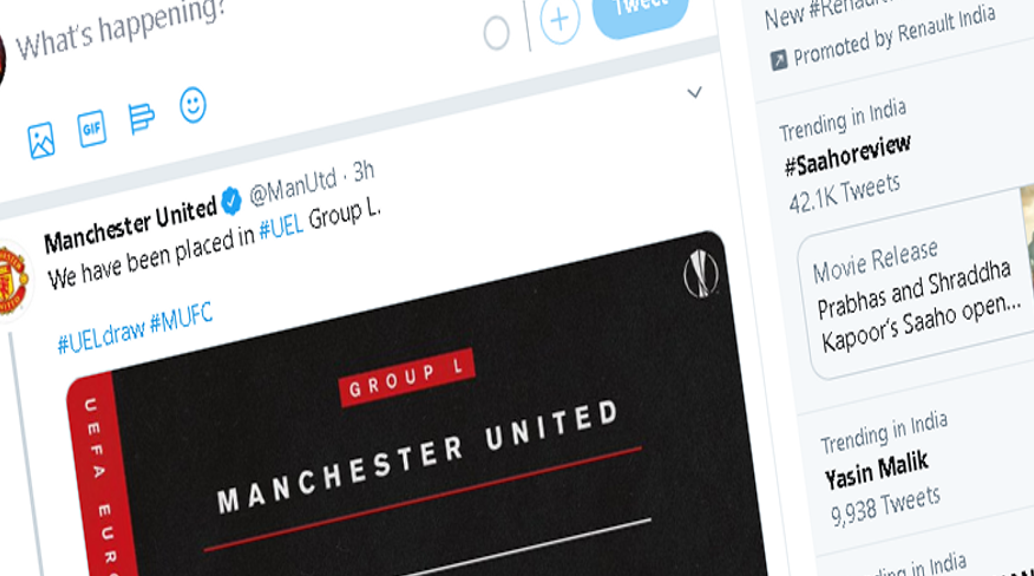 What's happening?
Tweet
GIF
Manchester United @ManUtd · 3h
We have been placed in #UEL Group L.
#UELdraw #MUFC
GROUP L
MANCHESTER UNITED
UEFA EURO
New #Renault
Promoted by Renault India
Trending in India
#Saahoreview
42.1K Tweets
Movie Release
Prabhas and Shraddha
Kapoor's Saaho open...
Trending in India
Yasin Malik
9,938 Tweets
in India